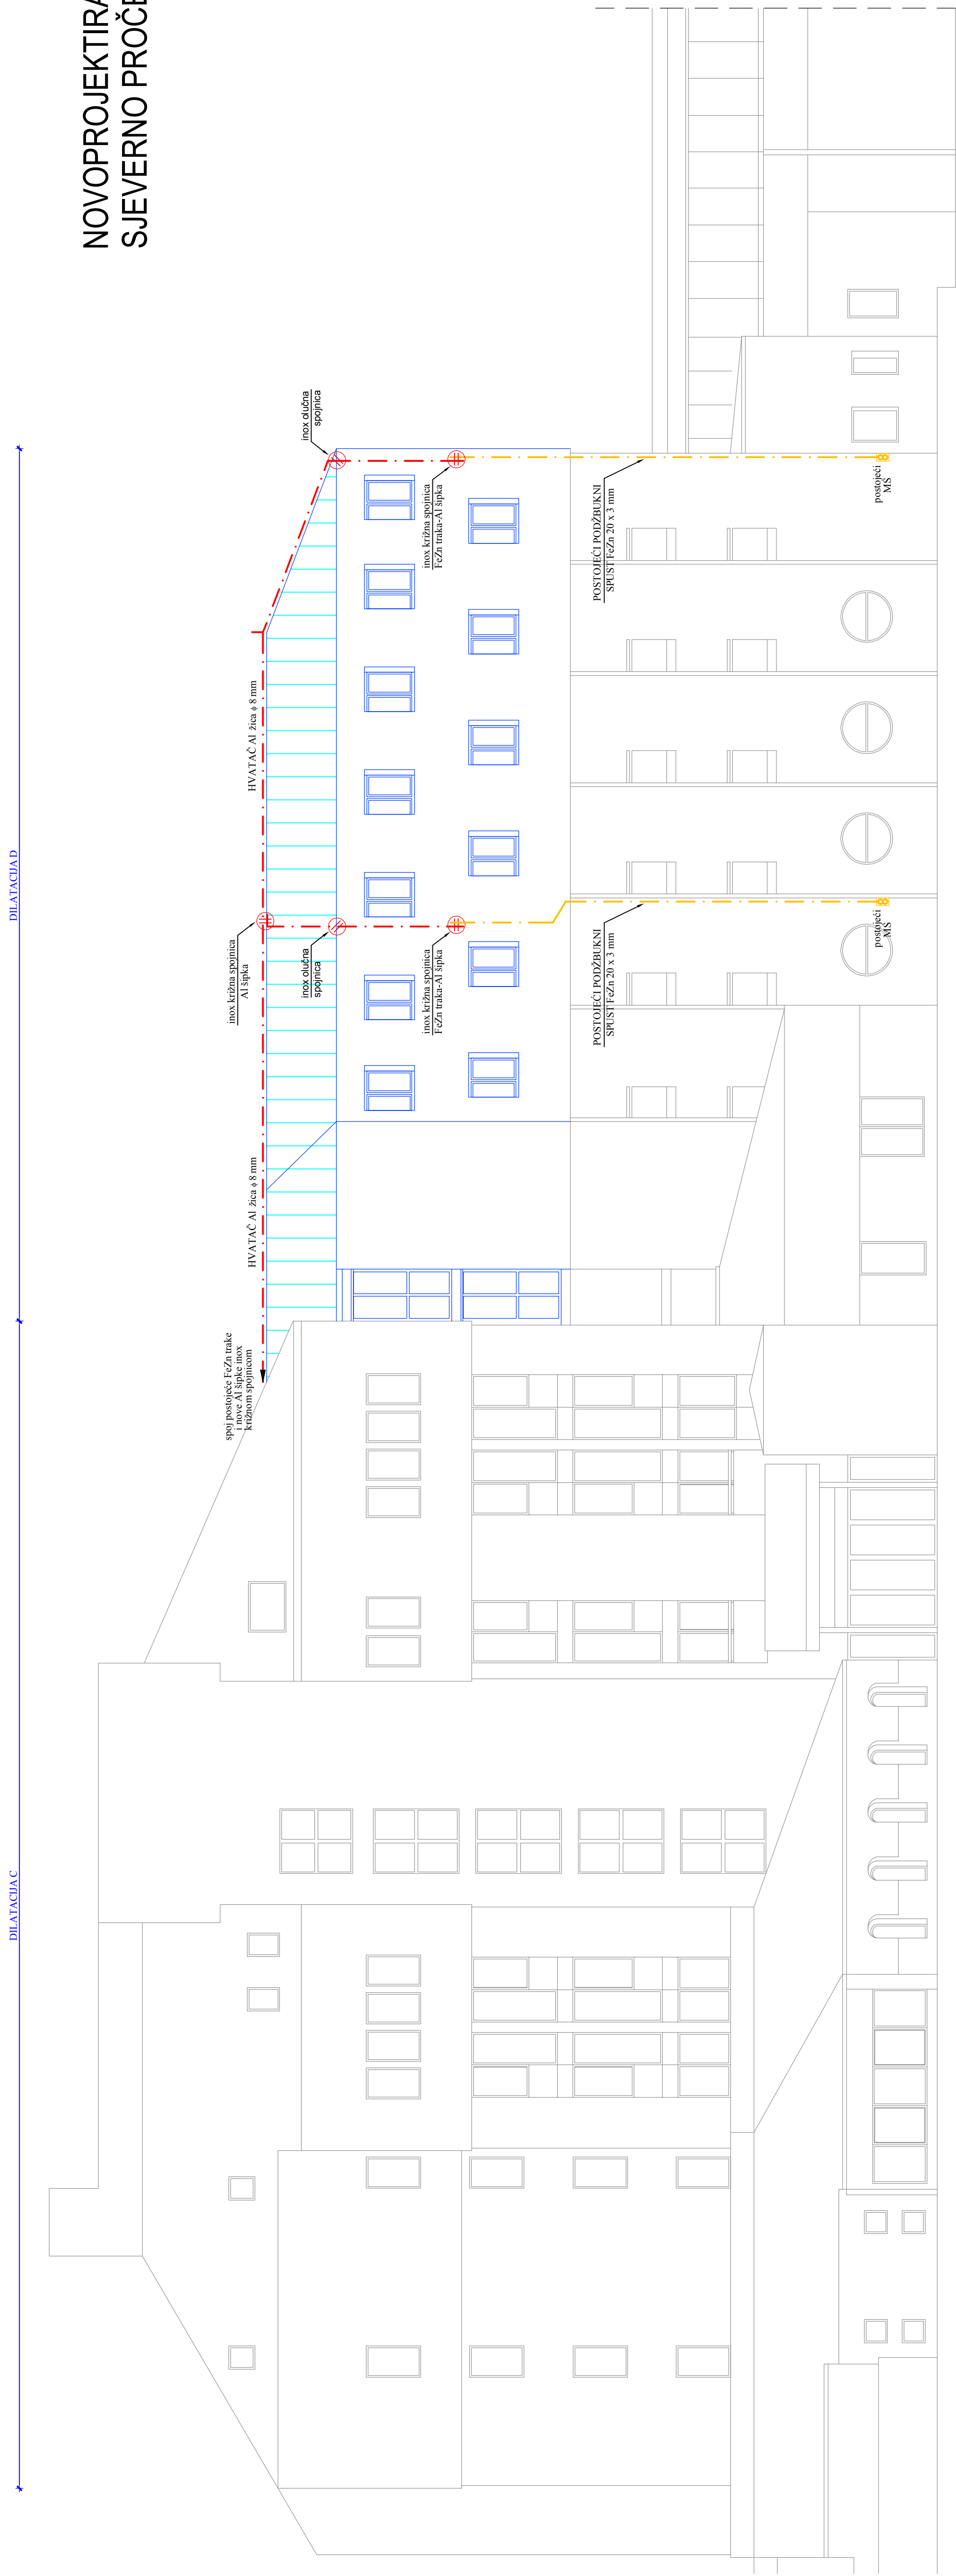 NOVOPROJEKTIRA
SJEVERNO PROČE
DILATACIJA C
DILATACIJA D
spoj postojeće FeZn trake
i nove Al šipke inox
križnom spojnicom
HVATAČ Al žica ϕ 8 mm
inox križna spojnica
Al šipka
HVATAČ Al žica ϕ 8 mm
inox olučna
spojnica
inox olučna
spojnica
inox križna spojnica
FeZn traka-Al šipka
inox križna spojnica
FeZn traka-Al šipka
POSTOJEĆI PODŽBUKNI
SPUST FeZn 20 x 3 mm
POSTOJEĆI PODŽBUKNI
SPUST FeZn 20 x 3 mm
postojeći
MS
postojeći
MS